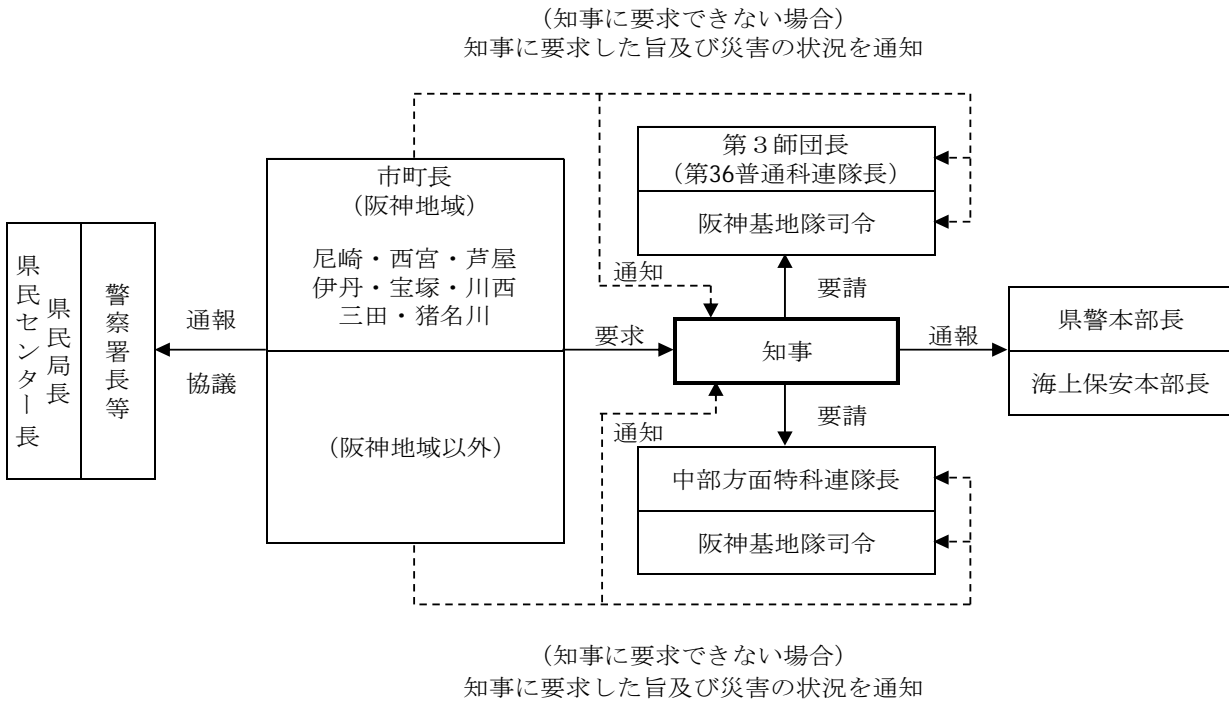 （知事に要求できない場合）
知事に要求した旨及び災害の状況を通知
市町長
（阪神地域）
尼崎・西宮・芦屋
伊丹・宝塚・川西
三田・猪名川
（阪神地域以外）
県民局長
県民センター長
警察署長等
通報
協議
要求
通知
第３師団長
（第36普通科連隊長）
阪神基地隊司令
要請
知事
通報
県警本部長
海上保安本部長
通知
要請
中部方面特科連隊長
阪神基地隊司令
（知事に要求できない場合）
知事に要求した旨及び災害の状況を通知